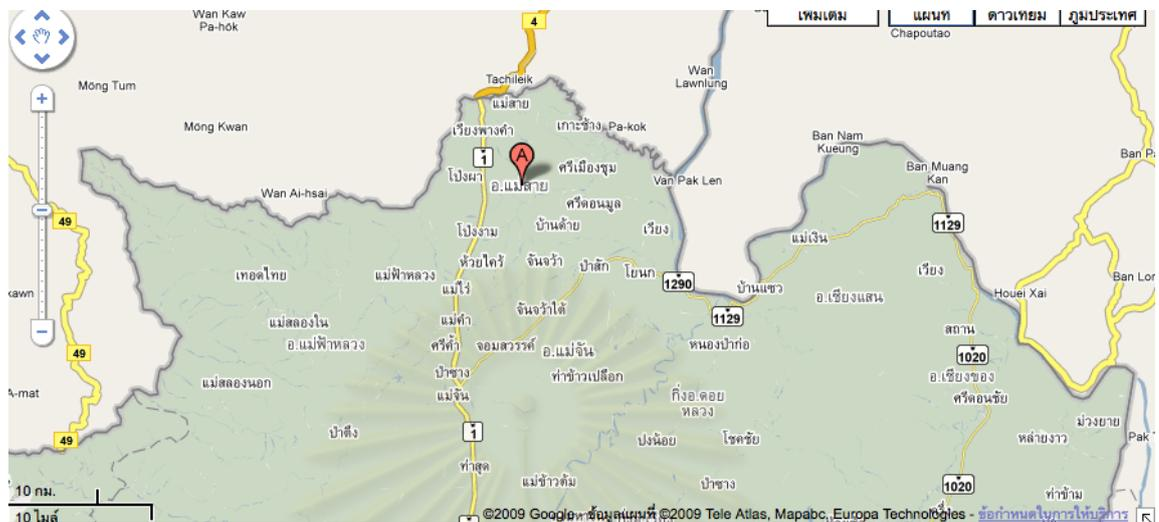 Wan Kaw
Pa-hók
4
เพิ่มเติม
แผนที่
ดาวเทียม
ภูมิประเทศ
Chapoutao
Wan
Lawnlung
Tachileik
Möng Tum
แม่สาย
Möng Kwan
เวียงพางคำ
เกาะช้าง
Pa-kok
Ban Nam
Kueung
1
A
ศรีเมืองชุม
โป่งผา
อ.แม่สาย
Van Pak Len
Ban Muang
Kan
Wan Ai-hsai
ศรีดอนมูล
49
บ้านด้าย
เวียง
1129
โป่งงาม
แม่เงิน
ห้วยไคร้
จันจว้า
ป่าสัก
โยนก
เวียง
เทอดไทย
แม่ฟ้าหลวง
1290
บ้านแซว
แม่ไร่
อ.เชียงแสน
Houei Xai
จันจว้าใต้
1129
แม่สลองใน
แม่คำ
สถาน
อ.แม่ฟ้าหลวง
ศรีค้ำ
จอมสวรรค์
อ.แม่จัน
หนองป่าก่อ
49
1020
ป่าซาง
ท่าข้าวเปลือก
อ.เชียงของ
แม่สลองนอก
แม่จัน
กิ่งอ.ดอย
หลวง
ศรีดอนชัย
A-mat
ม่วงยาย
ป่าตึง
1
ปงน้อย
โชคชัย
หล่ายงาว
49
ท่าสุด
แม่ข้าวต้ม
ป่าซาง
1020
ท่าข้าม
10 กม.
10 ไมล์
©2009 Google - ข้อมูลแผนที่ ©2009 Tele Atlas, Mapabc, Europa Technologies - ข้อกำหนดในการให้บริการ